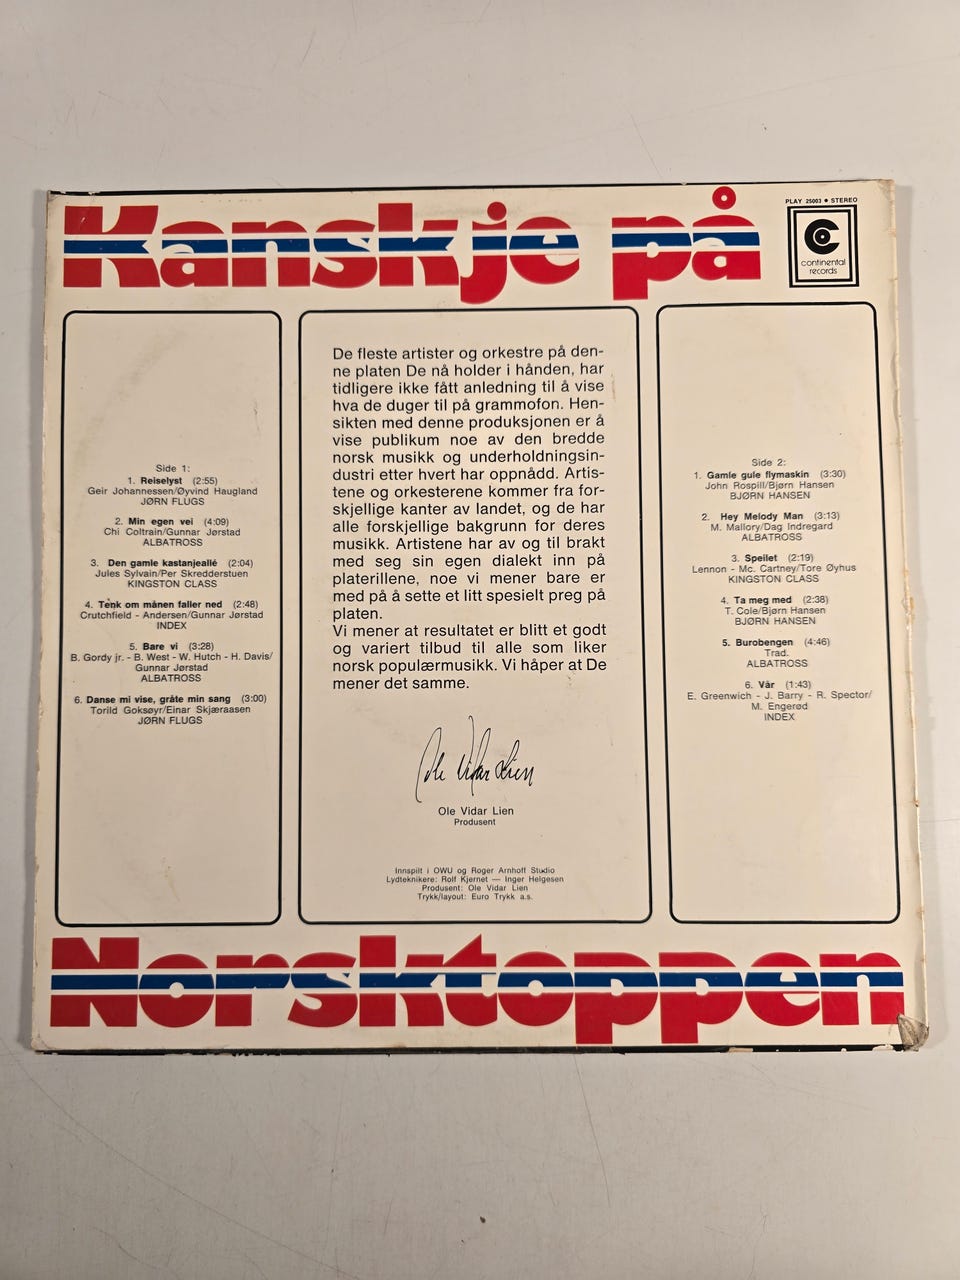 Kanskje på
PLAY 25003 ● STEREO
C
continental
records
Side 1:
1. Reiselyst (2:55)
Geir Johannessen/Øyvind Haugland
JØRN FLUGS
2. Min egen vei (4:09)
Chi Coltrain/Gunnar Jørstad
ALBATROSS
3. Den gamle kastanjeallé (2:04)
Jules Sylvain/Per Skredderstuen
KINGSTON CLASS
4. Tenk om månen faller ned (2:48)
Crutchfield - Andersen/Gunnar Jørstad
INDEX
5. Bare vi (3:28)
B. Gordy jr. - B. West - W. Hutch - H. Davis/
Gunnar Jørstad
ALBATROSS
6. Danse mi vise, gråte min sang (3:00)
Torild Goksøyr/Einar Skjæraasen
JØRN FLUGS
De fleste artister og orkestre på den-
ne platen De nå holder i hånden, har
tidligere ikke fått anledning til å vise
hva de duger til på grammofon. Hen-
sikten med denne produksjonen er å
vise publikum noe av den bredde
norsk musikk og underholdningsin-
dustri etter hvert har oppnådd. Artis-
tene og orkesterene kommer fra for-
skjellige kanter av landet, og de har
alle forskjellige bakgrunn for deres
musikk. Artistene har av og til brakt
med seg sin egen dialekt inn på
platerillene, noe vi mener bare er
med på å sette et litt spesielt preg på
platen.
Vi mener at resultatet er blitt et godt
og variert tilbud til alle som liker
norsk populærmusikk. Vi håper at De
mener det samme.
Ole Vidar Lien
Ole Vidar Lien
Produsent
Innspilt i OWU og Roger Arnhoff Studio
Lydteknikere: Rolf Kjernet — Inger Helgesen
Produsent: Ole Vidar Lien
Trykk/layout: Euro Trykk a.s.
Side 2:
1. Gamle gule flymaskin (3:30)
John Rospill/Bjørn Hansen
BJØRN HANSEN
2. Hey Melody Man (3:13)
M. Mallory/Dag Indregard
ALBATROSS
3. Speilet (2:19)
Lennon - Mc. Cartney/Tore Øyhus
KINGSTON CLASS
4. Ta meg med (2:38)
T. Cole/Bjørn Hansen
BJØRN HANSEN
5. Burobengen (4:46)
Trad.
ALBATROSS
6. Vår (1:43)
E. Greenwich - J. Barry - R. Spector/
M. Engerød
INDEX
Norsktoppen